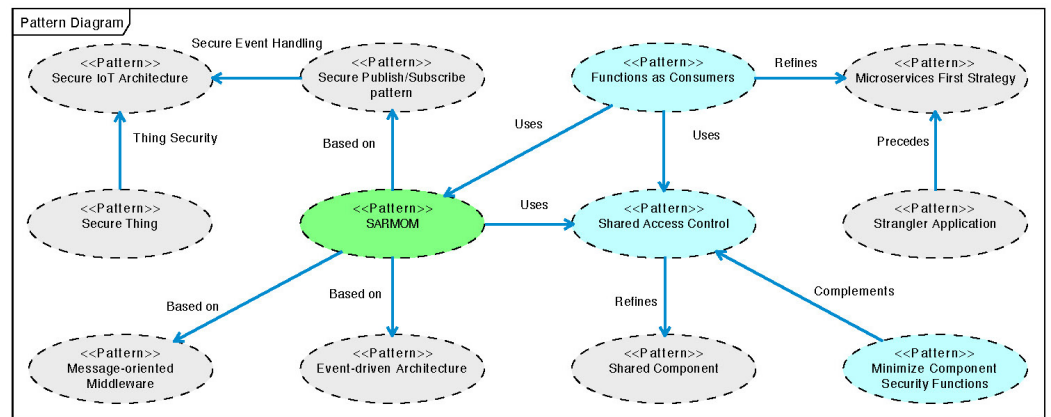 Pattern Diagram
Secure Event Handling
<<Pattern>>
Secure IoT Architecture
<<Pattern>>
Secure Publish/Subscribe
pattern
<<Pattern>>
Functions as Consumers
Refines
<<Pattern>>
Microservices First Strategy
Thing Security
Based on
Uses
Uses
Precedes
<<Pattern>>
Secure Thing
<<Pattern>>
SARMOM
Uses
<<Pattern>>
Shared Access Control
<<Pattern>>
Strangler Application
Based on
Based on
Refines
Complements
<<Pattern>>
Message-oriented
Middleware
<<Pattern>>
Event-driven Architecture
<<Pattern>>
Shared Component
<<Pattern>>
Minimize Component
Security Functions